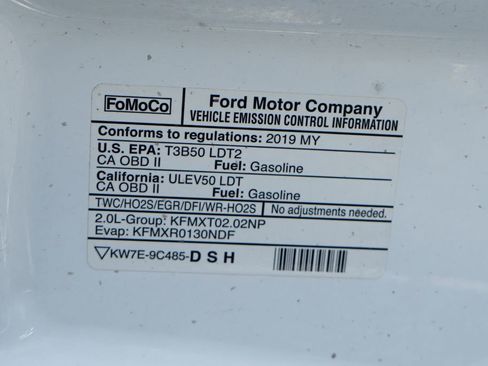 FoMoCo
Ford Motor Company
VEHICLE EMISSION CONTROL INFORMATION
Conforms to regulations: 2019 MY
U.S. EPA: T3B50 LDT2
CA OBD II Fuel: Gasoline
California: ULEV50 LDT
CA OBD II Fuel: Gasoline
TWC/HO2S/EGR/DFI/WR-HO2S No adjustments needed.
2.0L-Group: KFMXT02.02NP
Evap: KFMXR0130NDF
KW7E-9C485-DSH